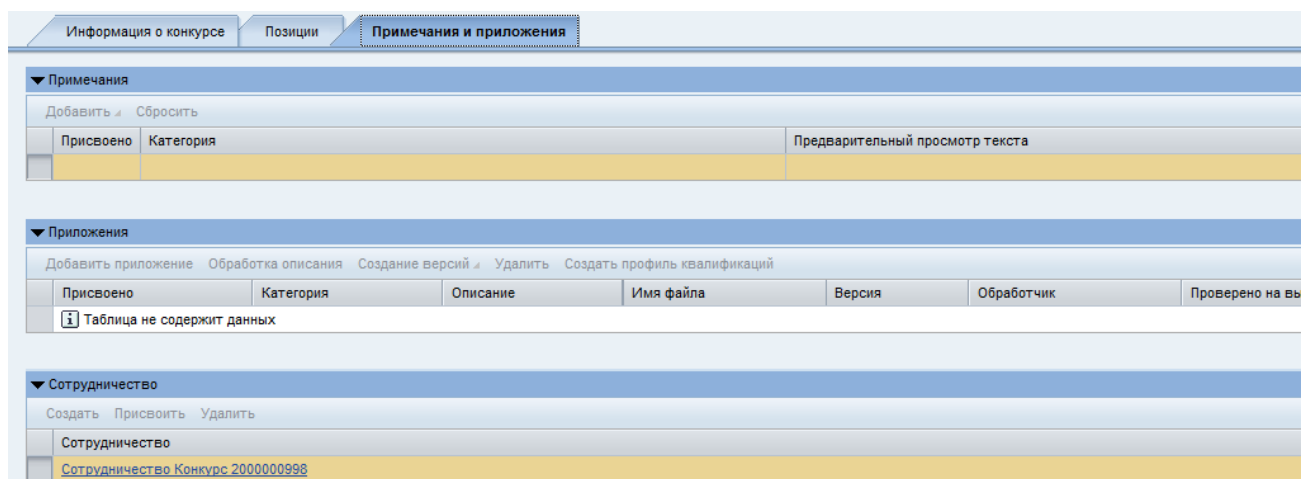 Информация о конкурсе Позиции Примечания и приложения
Примечания
Добавить Сбросить
Присвоено Категория Предварительный просмотр текста
Приложения
Добавить приложение Обработка описания Создание версий Удалить Создать профиль квалификаций
Присвоено Категория Описание Имя файла Версия Обработчик Проверено на вы
Таблица не содержит данных
Сотрудничество
Создать Присвоить Удалить
Сотрудничество
Сотрудничество Конкурс 2000000998